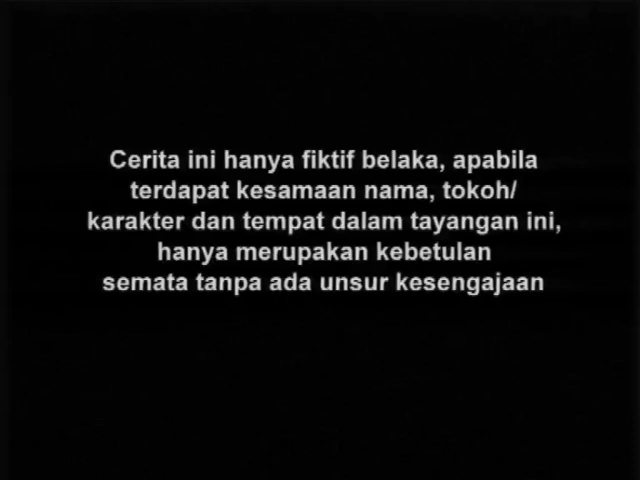 Cerita ini hanya fiktif belaka, apabila
terdapat kesamaan nama, tokoh/
karakter dan tempat dalam tayangan ini,
hanya merupakan kebetulan
semata tanpa ada unsur kesengajaan